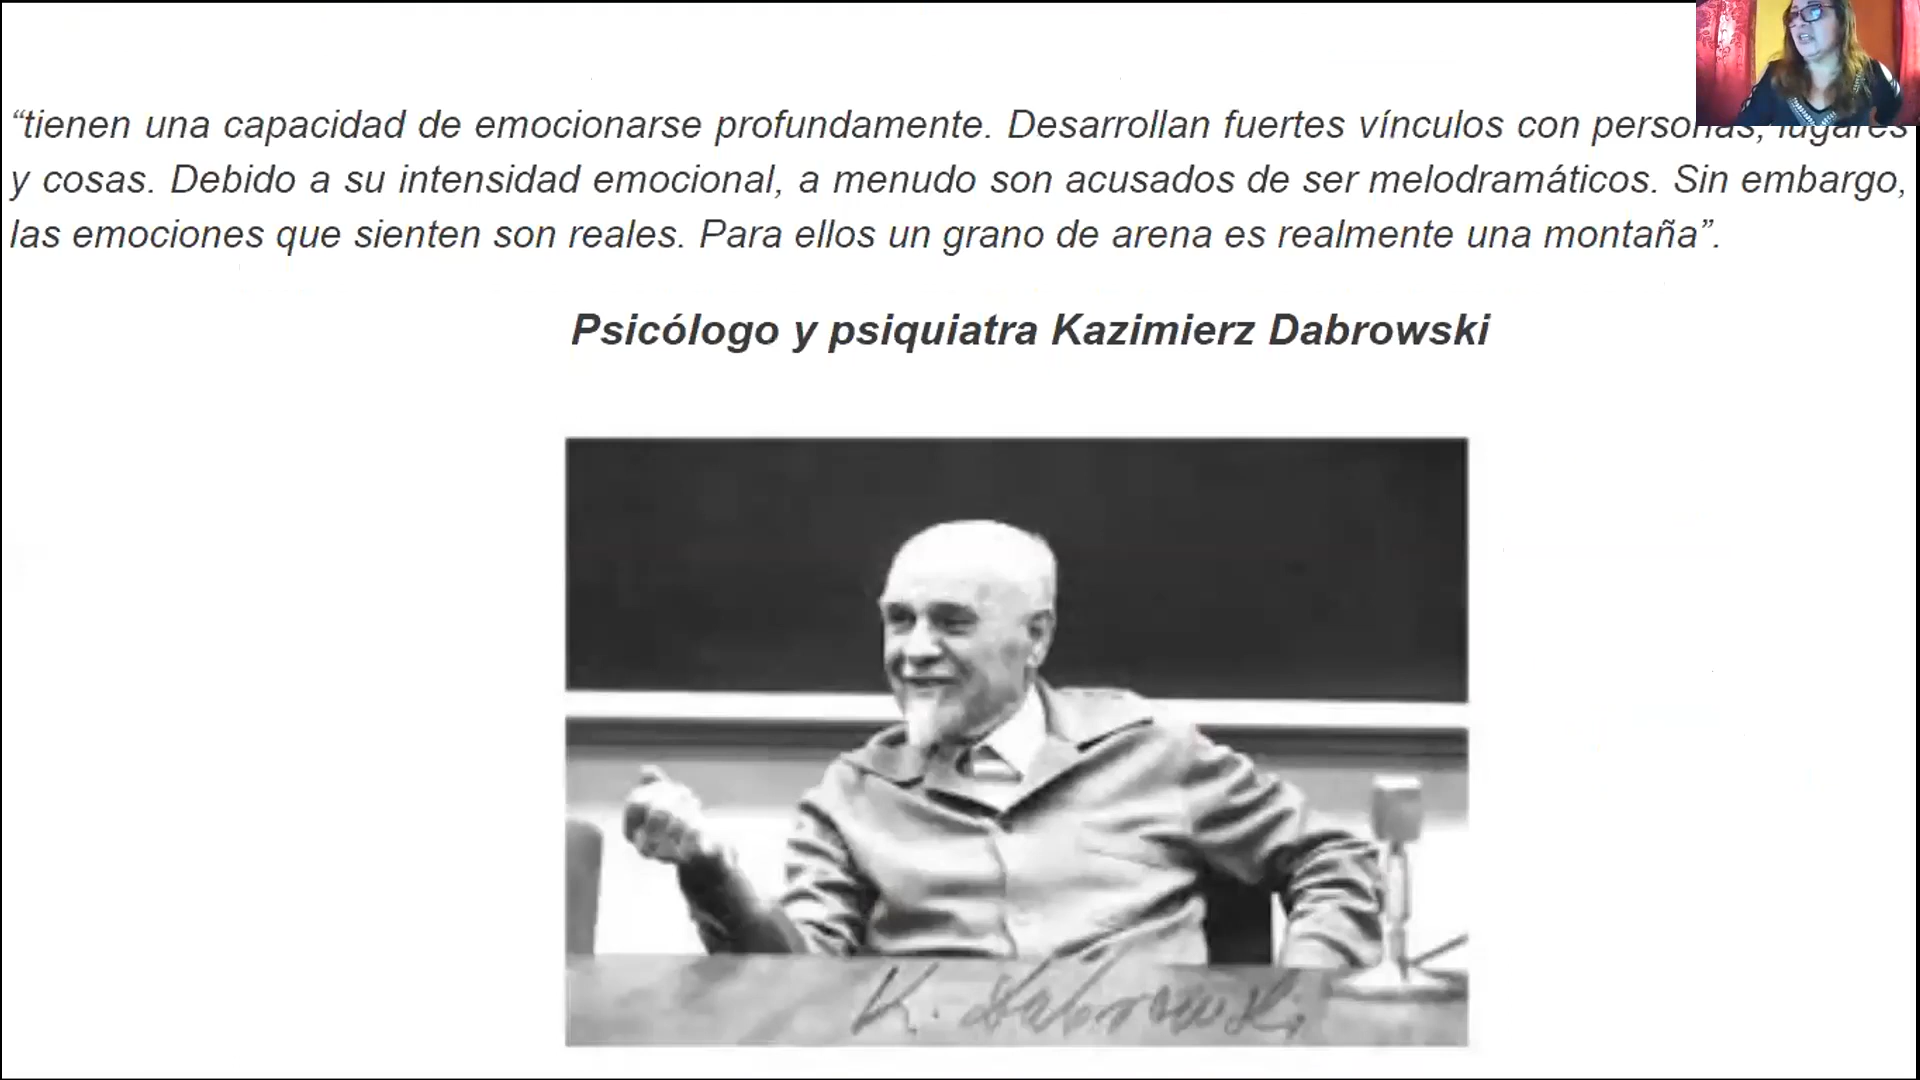 “tienen una capacidad de emocionarse profundamente. Desarrollan fuertes vínculos con personas, lugares
y cosas. Debido a su intensidad emocional, a menudo son acusados de ser melodramáticos. Sin embargo,
las emociones que sienten son reales. Para ellos un grano de arena es realmente una montaña”.
Psicólogo y psiquiatra Kazimierz Dabrowski
K. Dabrowski